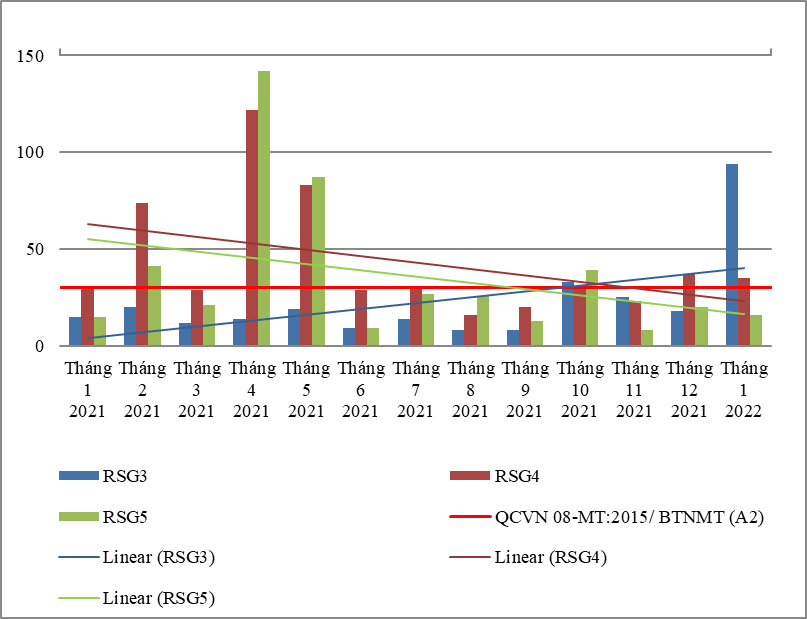 150
100
50
0
Tháng Tháng Tháng Tháng Tháng Tháng Tháng Tháng Tháng Tháng Tháng Tháng Tháng
1 2 3 4 5 6 7 8 9 10 11 12 1
2021 2021 2021 2021 2021 2021 2021 2021 2021 2021 2021 2021 2022
RSG3 RSG4
RSG5 QCVN 08-MT:2015/ BTNMT (A2)
Linear (RSG3) Linear (RSG4)
Linear (RSG5)